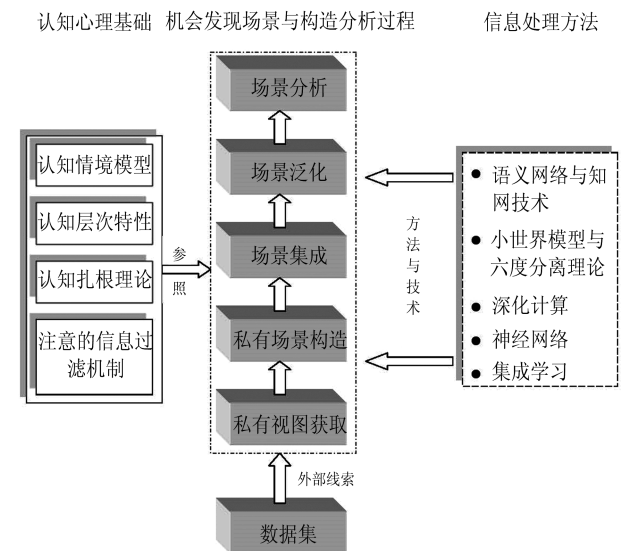 认知心理基础
机会发现场景与构造分析过程
信息处理方法
认知情境模型
认知层次特性
认知扎根理论
注意的信息过
滤机制
参
照
场景分析
场景泛化
场景集成
私有场景构造
私有视图获取
外部线索
数据集
方
法
与
技
术
● 语义网络与知
网技术
● 小世界模型与
六度分离理论
● 深化计算
● 神经网络
● 集成学习